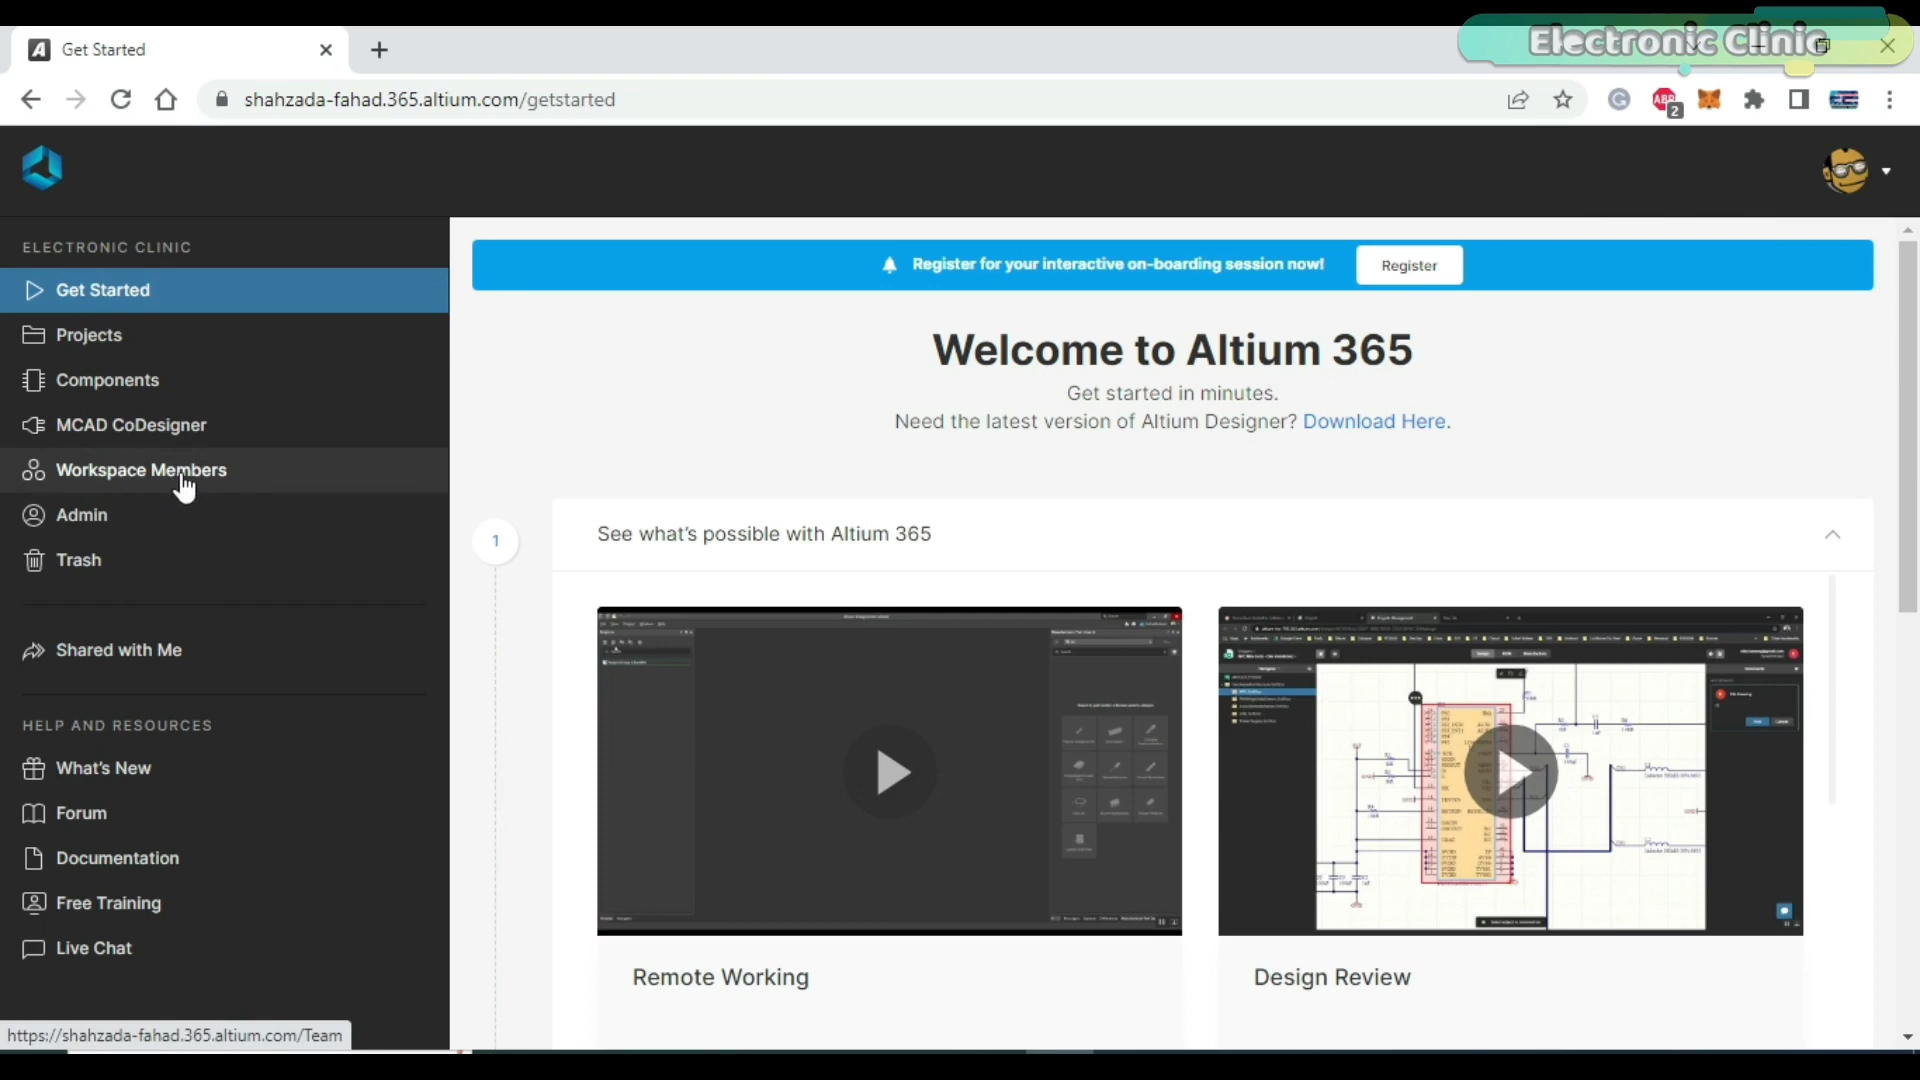 Get Started
Electronic Clinic
shahzada-fahad.365.altium.com/getstarted
ABP
2
ELECTRONIC CLINIC
Get Started
Projects
Components
MCAD CoDesigner
Workspace Members
Admin
Trash
Shared with Me
HELP AND RESOURCES
What's New
Forum
Documentation
Free Training
Live Chat
https://shahzada-fahad.365.altium.com/Team
Register for your interactive on-boarding session now!
Register
Welcome to Altium 365
Get started in minutes.
Need the latest version of Altium Designer? Download Here.
1
See what's possible with Altium 365
Remote Working
Design Review